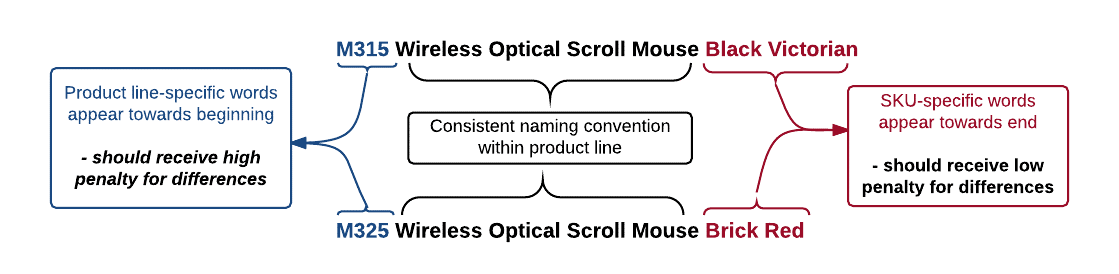 M315 Wireless Optical Scroll Mouse Black Victorian
Product line-specific words
appear towards beginning
- should receive high
penalty for differences
Consistent naming convention
within product line
SKU-specific words
appear towards end
- should receive low
penalty for differences
M325 Wireless Optical Scroll Mouse Brick Red